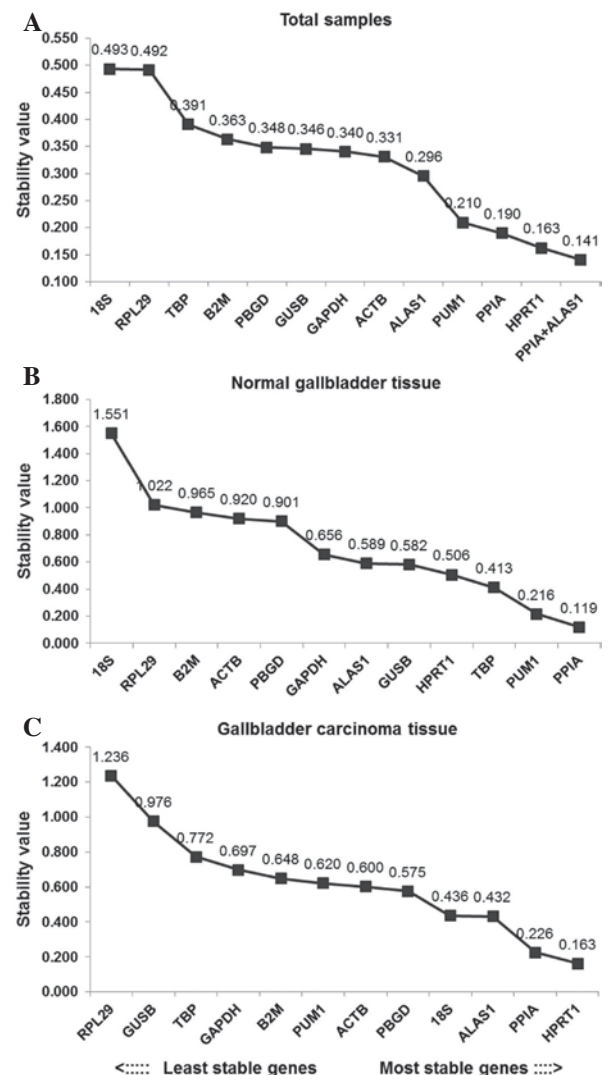 A
Total samples
0.550
0.500
0.450
0.400
0.350
0.300
0.250
0.200
0.150
0.100
Stability value
0.493 0.492 0.391 0.363 0.348 0.346 0.340 0.331 0.296 0.210 0.190 0.163 0.141
18S RPL29 TBP B2M PBGD GUSB GAPDH ACTB ALAS1 PUM1 PPIA HPRT1 PPIA+ALAS1
B
Normal gallbladder tissue
1.800
1.600
1.400
1.200
1.000
0.800
0.600
0.400
0.200
0.000
Stability value
1.551 1.022 0.965 0.920 0.901 0.656 0.589 0.582 0.506 0.413 0.216 0.119
18S RPL29 B2M ACTB PBGD GAPDH ALAS1 GUSB HPRT1 TBP PUM1 PPIA
C
Gallbladder carcinoma tissue
1.400
1.200
1.000
0.800
0.600
0.400
0.200
0.000
Stability value
1.236 0.976 0.772 0.697 0.648 0.620 0.600 0.575 0.436 0.432 0.226 0.163
RPL29 GUSB TBP GAPDH B2M PUM1 ACTB PBGD 18S ALAS1 PPIA HPRT1
<::::: Least stable genes Most stable genes ::::>